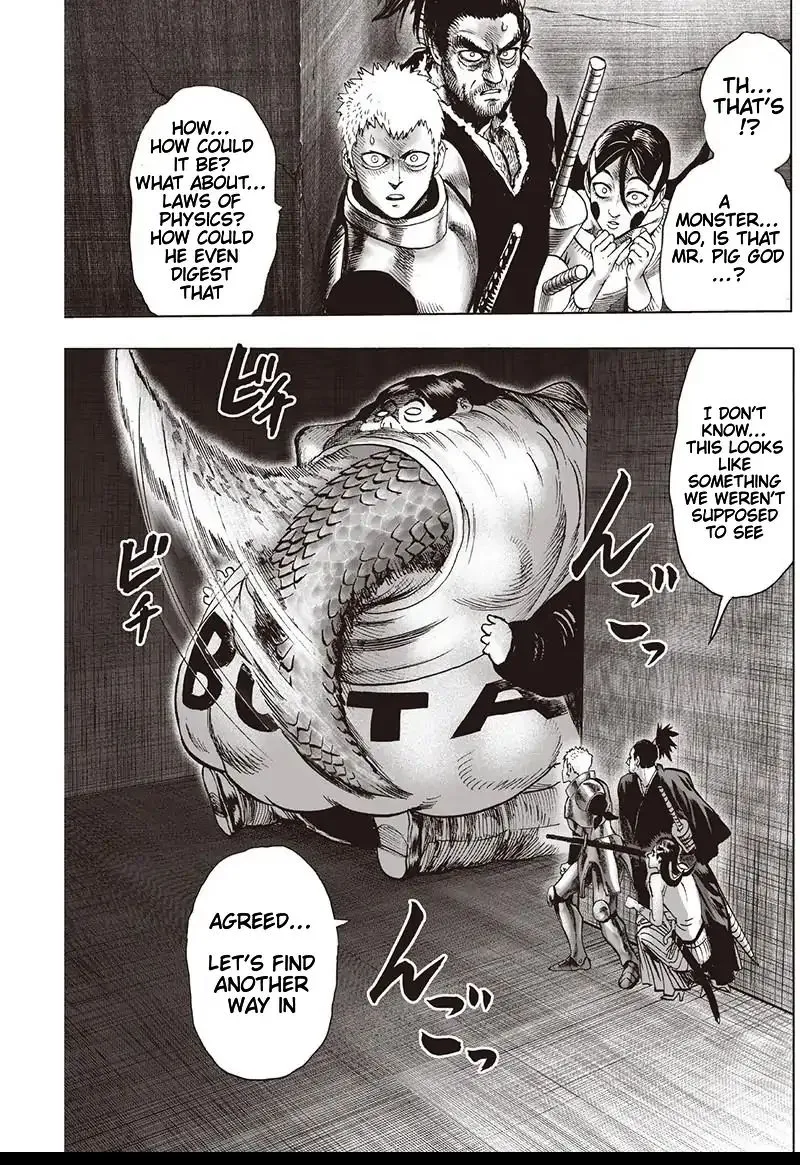 TH...
THAT'S
!?
A
MONSTER...
NO, IS THAT
MR. PIG GOD
...?
HOW...
HOW COULD
IT BE?
WHAT ABOUT...
LAWS OF
PHYSICS?
HOW COULD
HE EVEN
DIGEST
THAT
I DON'T
KNOW...
THIS LOOKS
LIKE
SOMETHING
WE WEREN'T
SUPPOSED
TO SEE
ビチ
ビチ
んごごっ
BUTA
AGREED...
LET'S FIND
ANOTHER
WAY IN
んごごっ